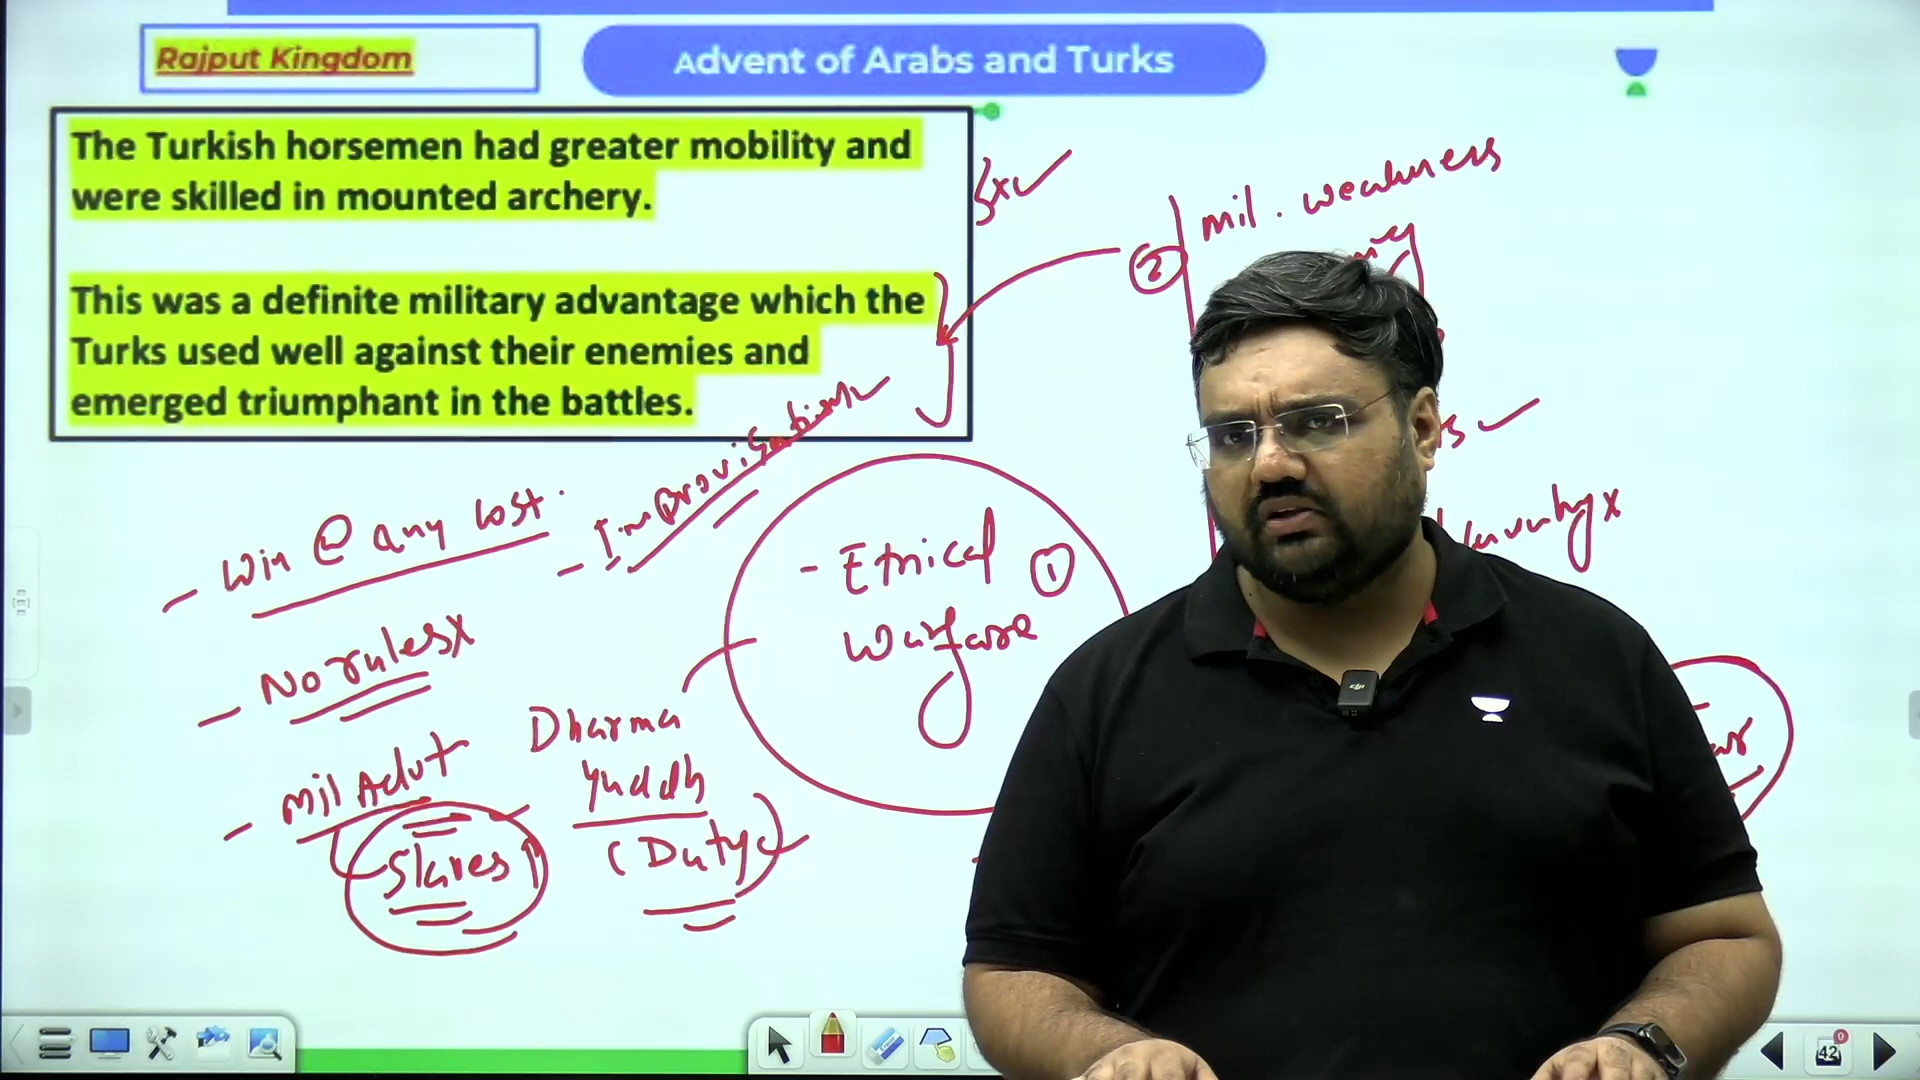 Rajput Kingdom
Advent of Arabs and Turks
The Turkish horsemen had greater mobility and
were skilled in mounted archery.
This was a definite military advantage which the
Turks used well against their enemies and
emerged triumphant in the battles.
mil. weakness
2
- Win @ any cost.
- Improvisation
- No rules x
- Mil Advt
Slaves ↑
- Ethical 1
Warfare
Dharma
Yuddh
(Duty)
42
0